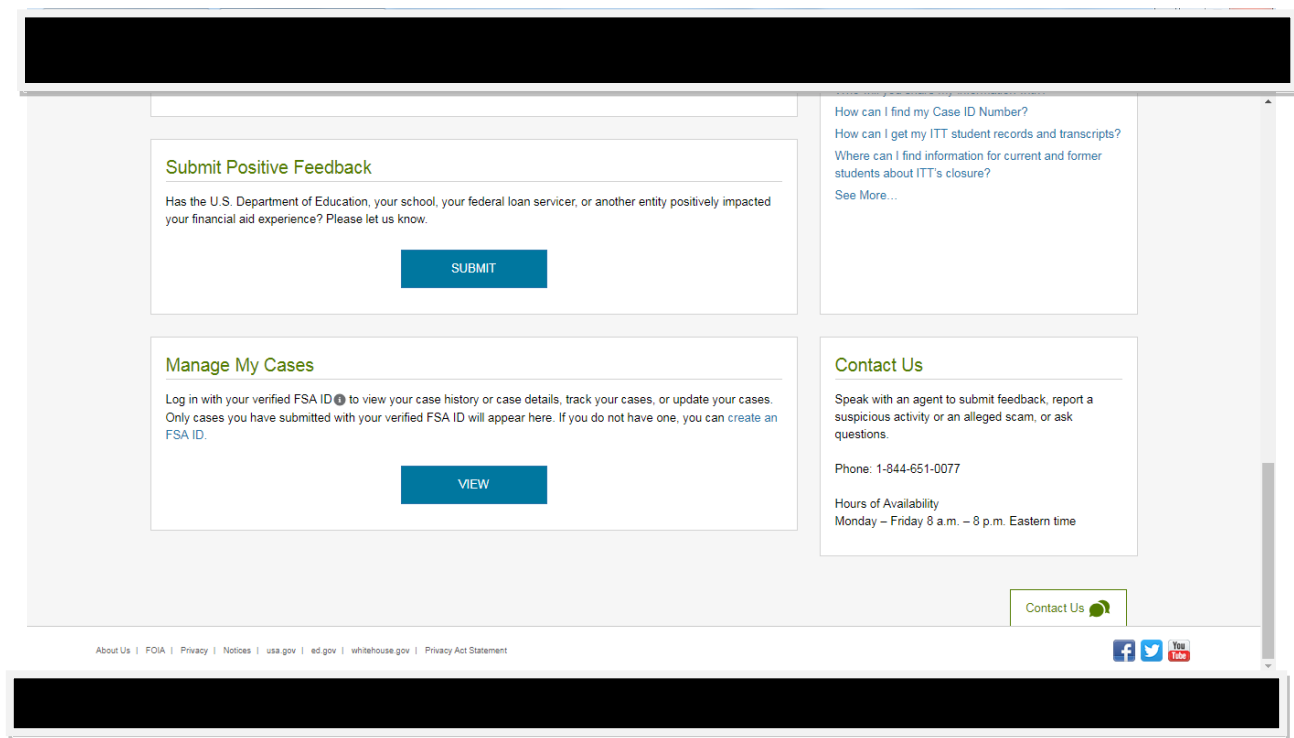 How can I find my Case ID Number?
How can I get my ITT student records and transcripts?
Where can I find information for current and former
students about ITT's closure?
See More...
Submit Positive Feedback
Has the U.S. Department of Education, your school, your federal loan servicer, or another entity positively impacted
your financial aid experience? Please let us know.
SUBMIT
Manage My Cases
Log in with your verified FSA ID to view your case history or case details, track your cases, or update your cases.
Only cases you have submitted with your verified FSA ID will appear here. If you do not have one, you can create an
FSA ID.
VIEW
Contact Us
Speak with an agent to submit feedback, report a
suspicious activity or an alleged scam, or ask
questions.
Phone: 1-844-651-0077
Hours of Availability
Monday – Friday 8 a.m. – 8 p.m. Eastern time
Contact Us
About Us | FOIA | Privacy | Notices | usa.gov | ed.gov | whitehouse.gov | Privacy Act Statement
You
Tube